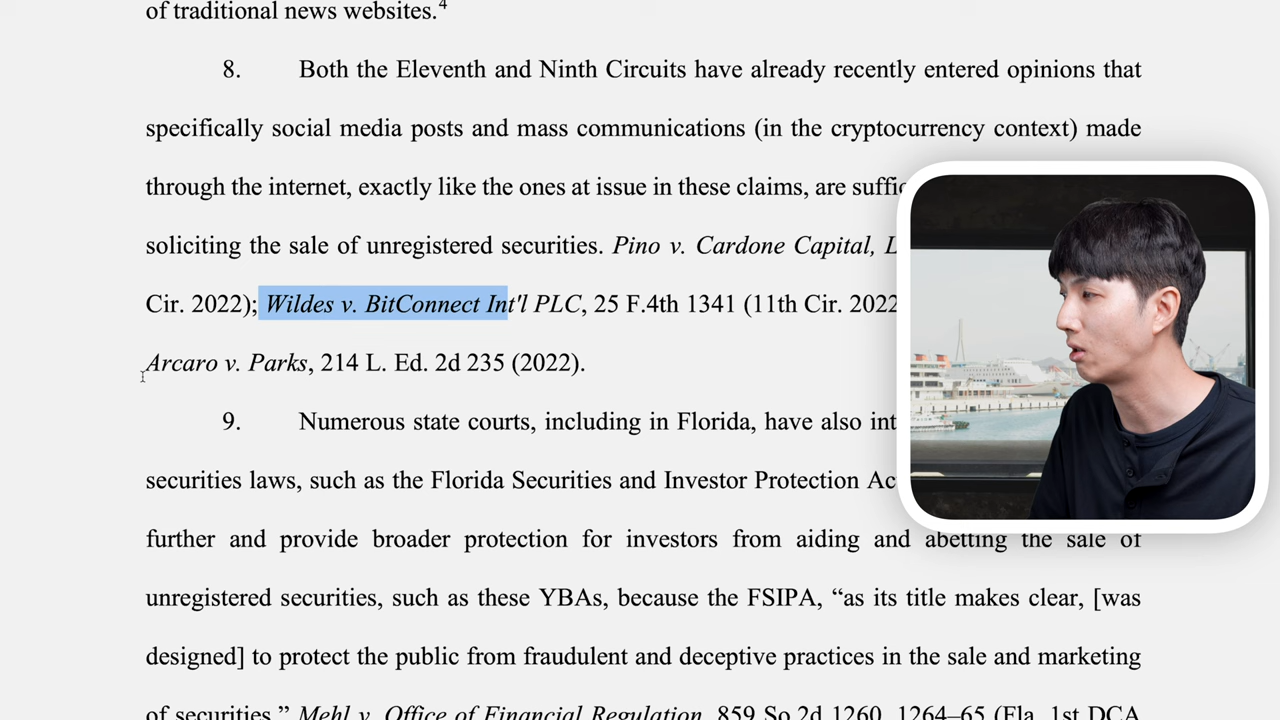 of traditional news websites.4
8. Both the Eleventh and Ninth Circuits have already recently entered opinions that
specifically social media posts and mass communications (in the cryptocurrency context) made
through the internet, exactly like the ones at issue in these claims, are
soliciting the sale of unregistered securities. Pino v. Cardone Capital,
Cir. 2022); Wildes v. BitConnect Int'l PLC, 25 F.4th 1341 (11th Cir. 2022
Arcaro v. Parks, 214 L. Ed. 2d 235 (2022).
9. Numerous state courts, including in Florida, have also
securities laws, such as the Florida Securities and Investor Protection
further and provide broader protection for investors from aiding and abetting the sale of
unregistered securities, such as these YBAs, because the FSIPA, “as its title makes clear, [was
designed] to protect the public from fraudulent and deceptive practices in the sale and marketing
of securities.” Mehl v. Office of Financial Regulation, 859 So.2d 1260, 1264–65 (Fla. 1st DCA